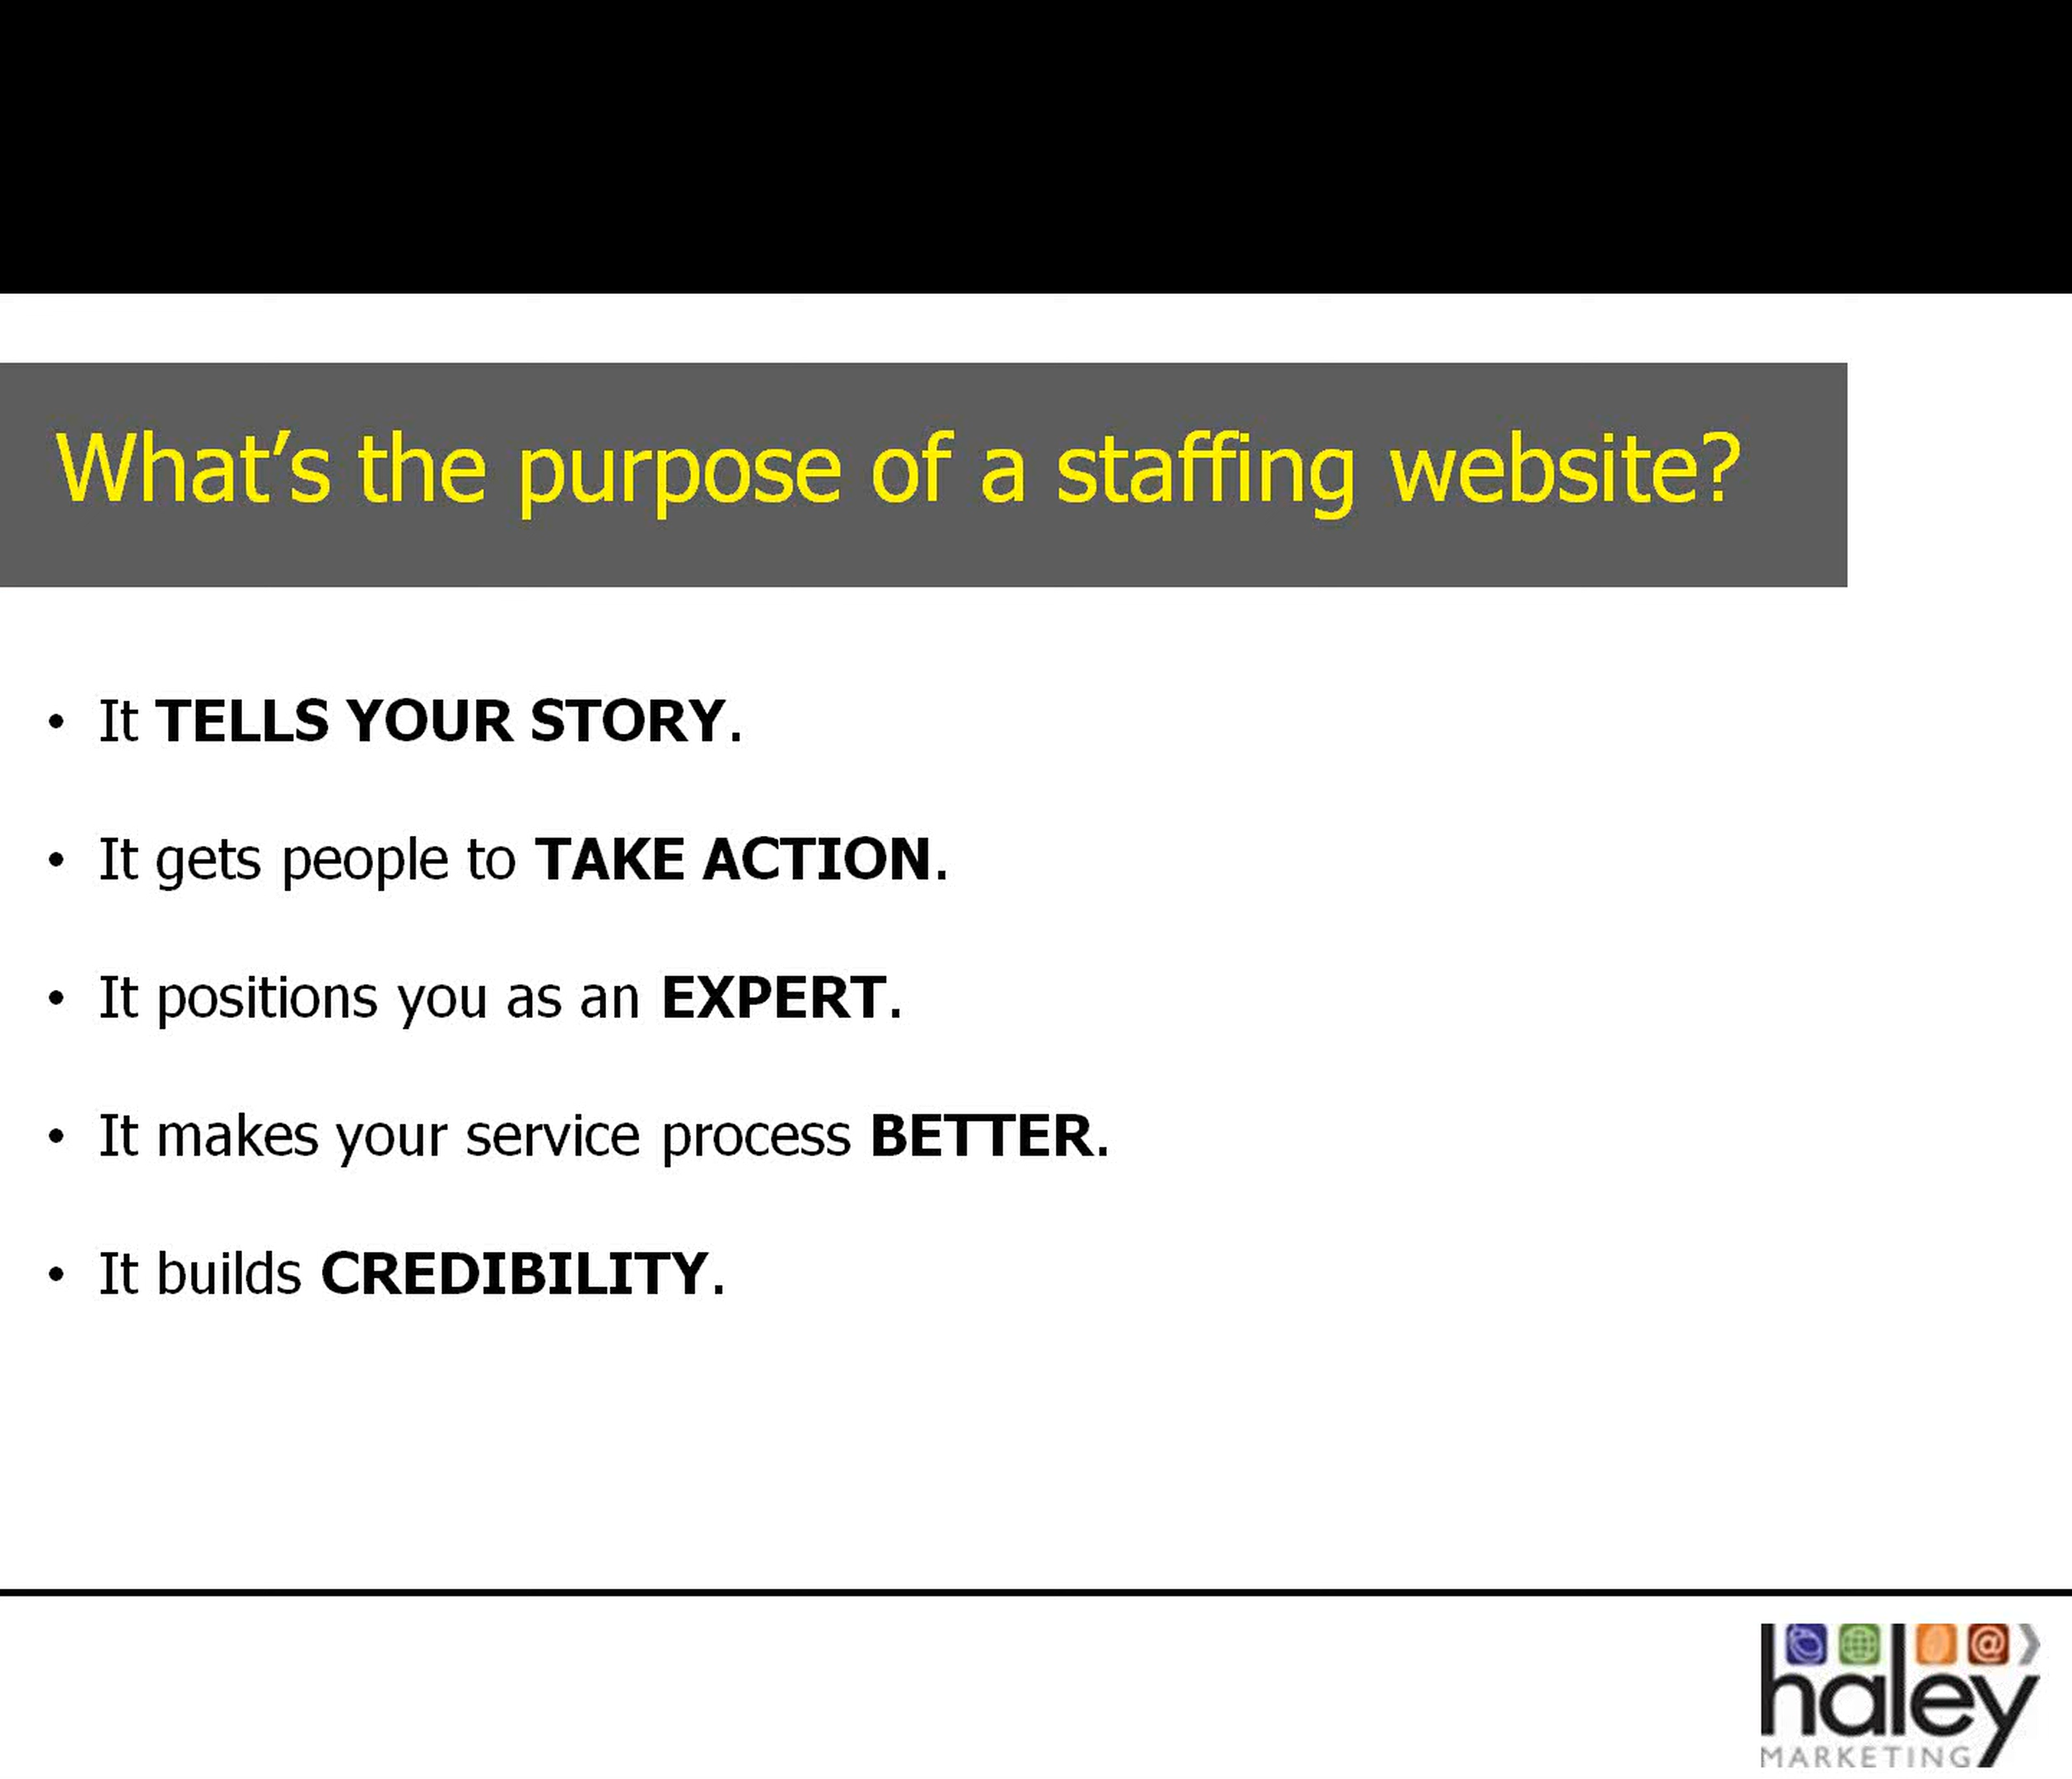 What’s the purpose of a staffing website?
• It TELLS YOUR STORY.
• It gets people to TAKE ACTION.
• It positions you as an EXPERT.
• It makes your service process BETTER.
• It builds CREDIBILITY.
@
haley
MARKETING